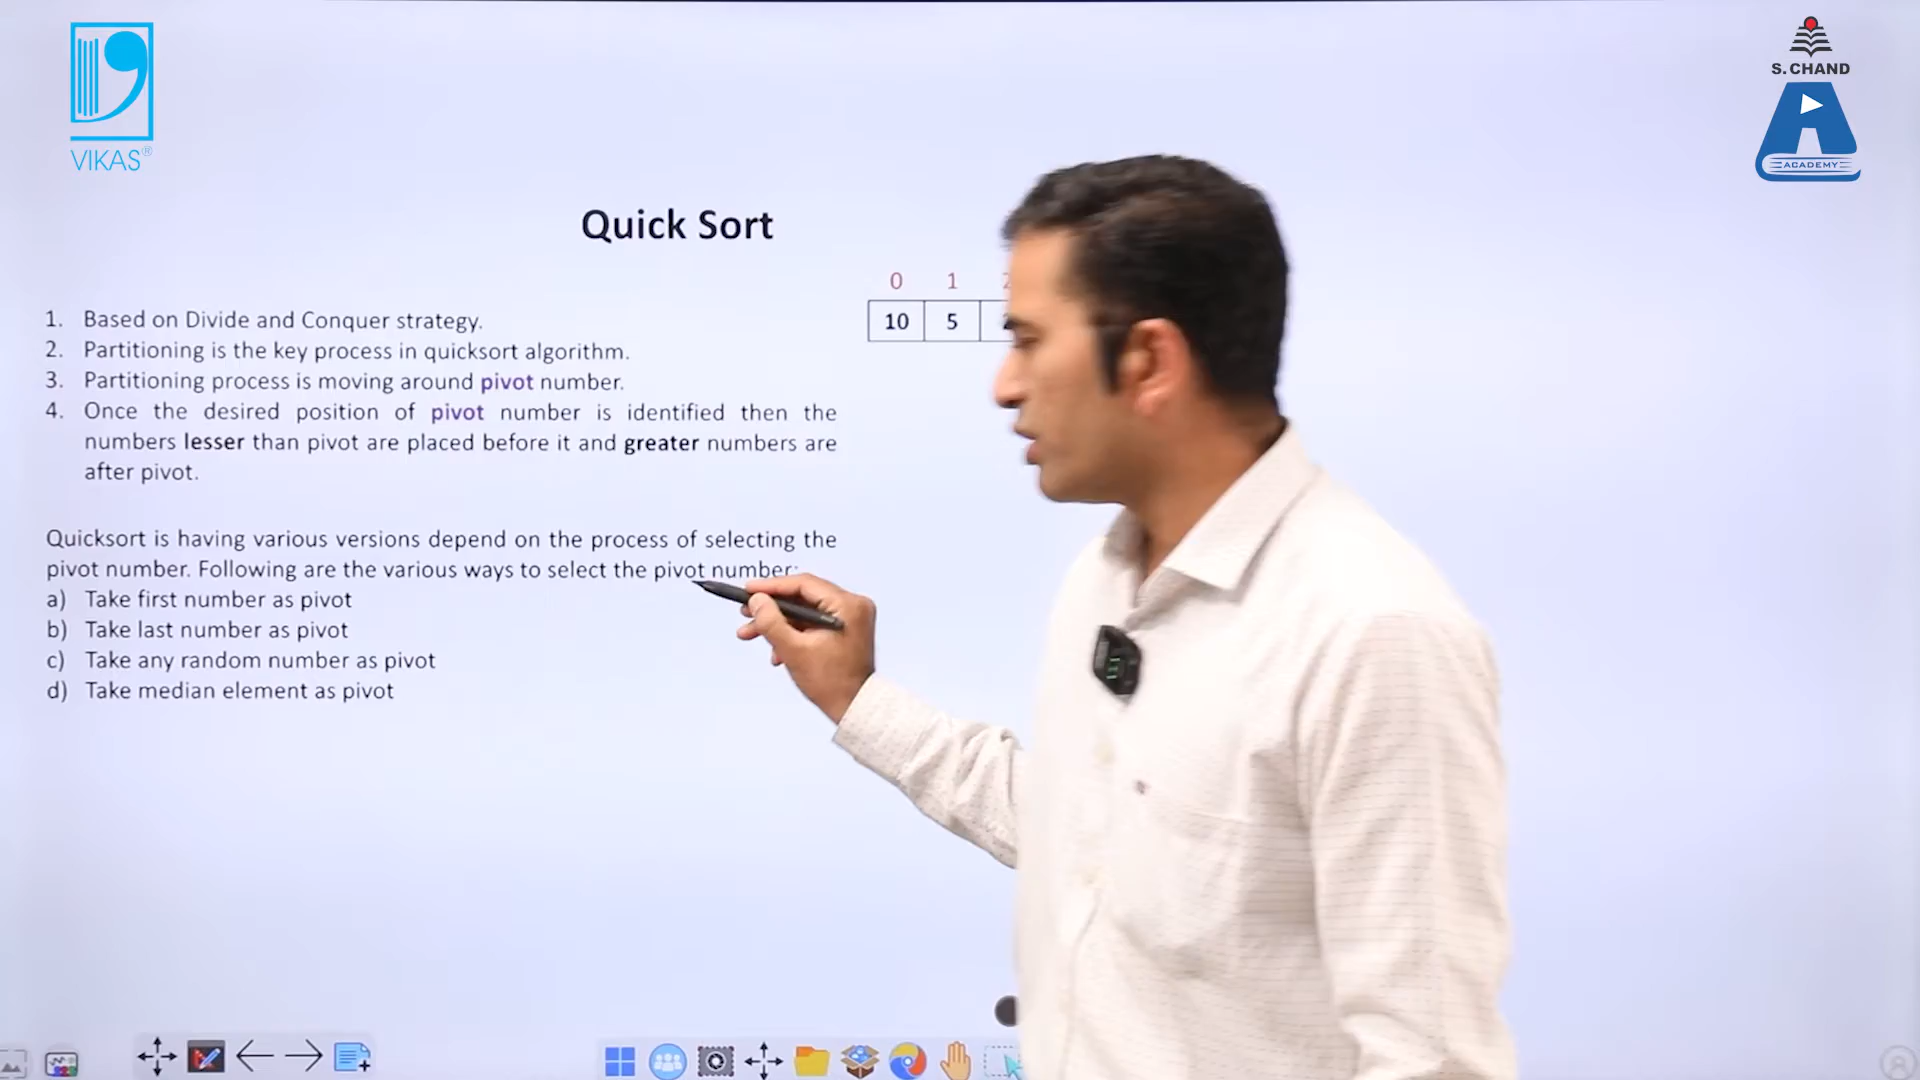 VIKAS®
S. CHAND
ACADEMY
Quick Sort
0 1
10 5
1. Based on Divide and Conquer strategy.
2. Partitioning is the key process in quicksort algorithm.
3. Partitioning process is moving around pivot number.
4. Once the desired position of pivot number is identified then the
numbers lesser than pivot are placed before it and greater numbers are
after pivot.
Quicksort is having various versions depend on the process of selecting the
pivot number. Following are the various ways to select the pivot number:
a) Take first number as pivot
b) Take last number as pivot
c) Take any random number as pivot
d) Take median element as pivot